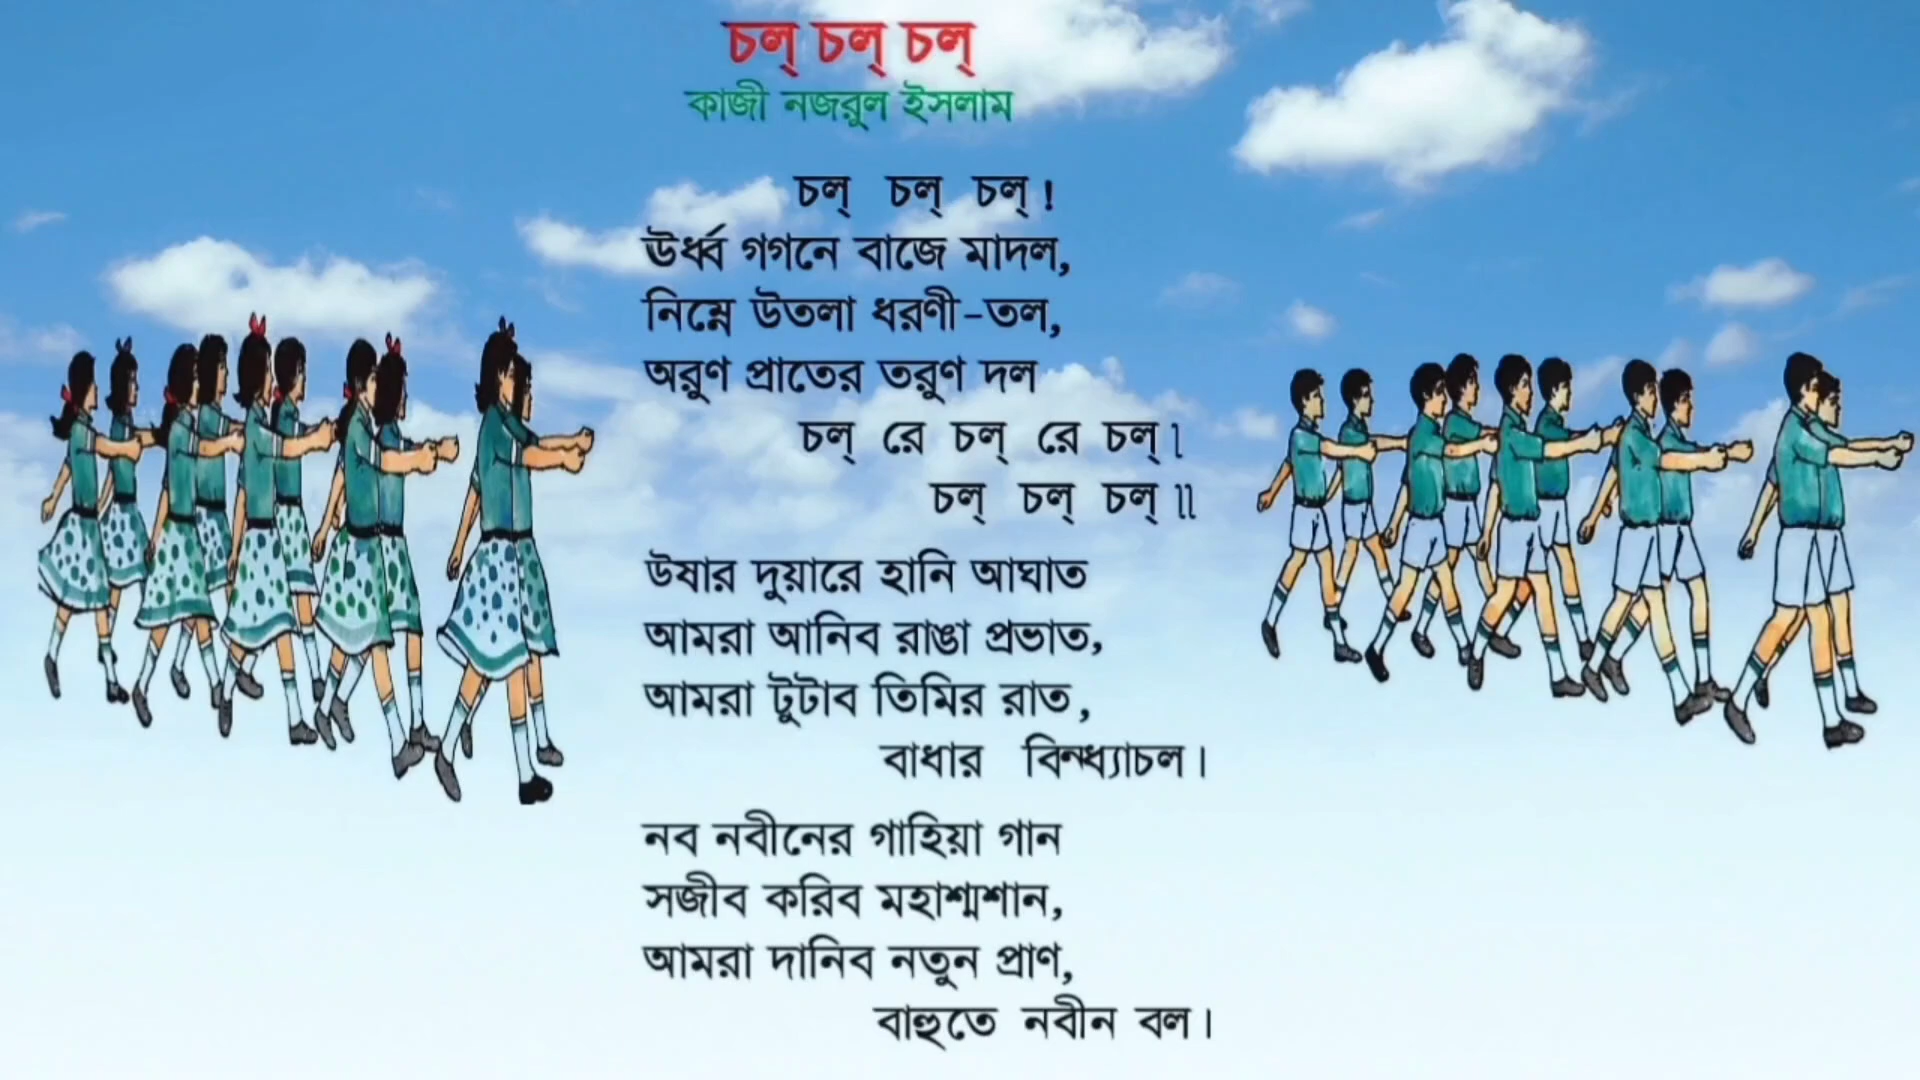 চল্ চল্ চল্
কাজী নজরুল ইসলাম
চল্ চল্ চল্!
ঊর্ধ্ব গগনে বাজে মাদল,
নিম্নে উতলা ধরণী-তল,
অরুণ প্রাতের তরুণ দল
চল্ রে চল্ রে চল্।
চল্ চল্ চল্॥
উষার দুয়ারে হানি আঘাত
আমরা আনিব রাঙা প্রভাত,
আমরা টুটাব তিমির রাত,
বাধার বিন্ধ্যাচল।
নব নবীনের গাহিয়া গান
সজীব করিব মহাশ্মশান,
আমরা দানিব নতুন প্রাণ,
বাহুতে নবীন বল।